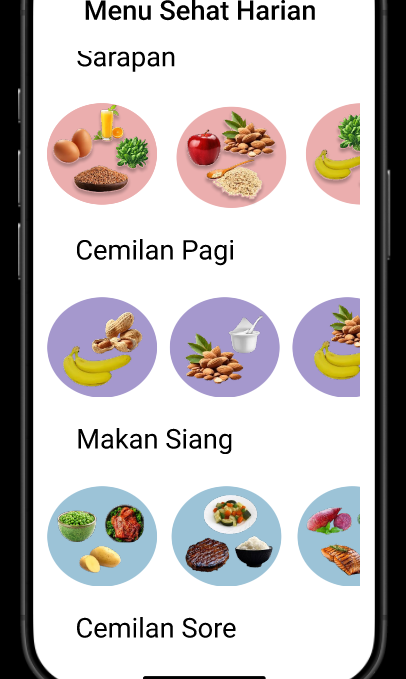 Menu Sehat Harian
Sarapan
Cemilan Pagi
Makan Siang
Cemilan Sore